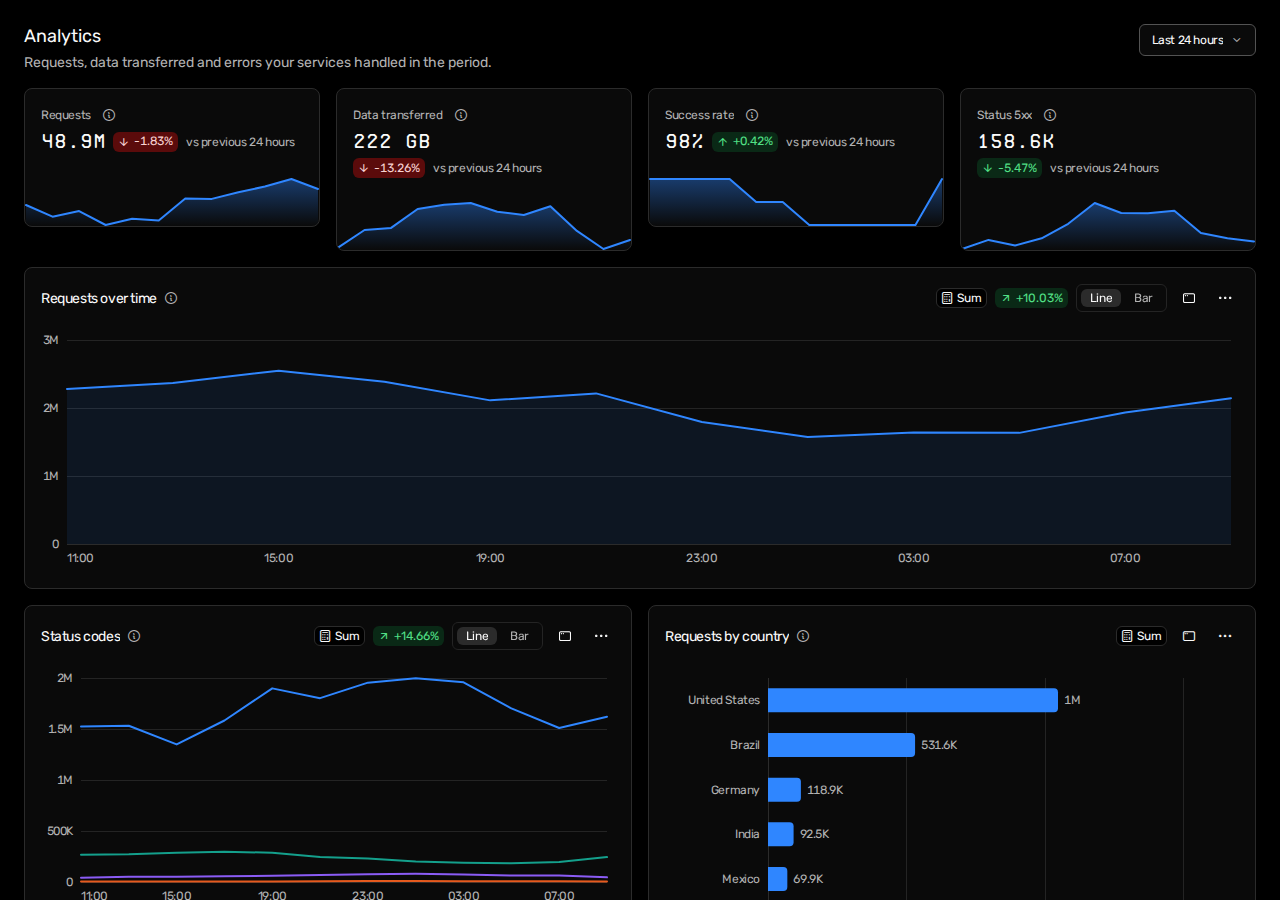 Analytics
Last 24 hours
Requests, data transferred and errors your services handled in the period.
Requests
48.9M -1.83% vs previous 24 hours
Data transferred
222 GB
-13.26% vs previous 24 hours
Success rate
98% +0.42% vs previous 24 hours
Status 5xx
158.6K
-5.47% vs previous 24 hours
Requests over time
Sum +10.03% Line Bar
3M
2M
1M
0
11:00 15:00 19:00 23:00 03:00 07:00
Status codes
Sum +14.66% Line Bar
2M
1.5M
1M
500K
0
11:00 15:00 19:00 23:00 03:00 07:00
Requests by country
Sum
United States 1M
Brazil 531.6K
Germany 118.9K
India 92.5K
Mexico 69.9K